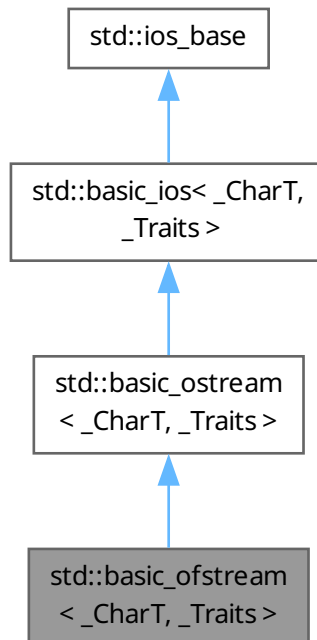 std::ios_base
std::basic_ios< _CharT,
_Traits >
std::basic_ostream
< _CharT, _Traits >
std::basic_ofstream
< _CharT, _Traits >